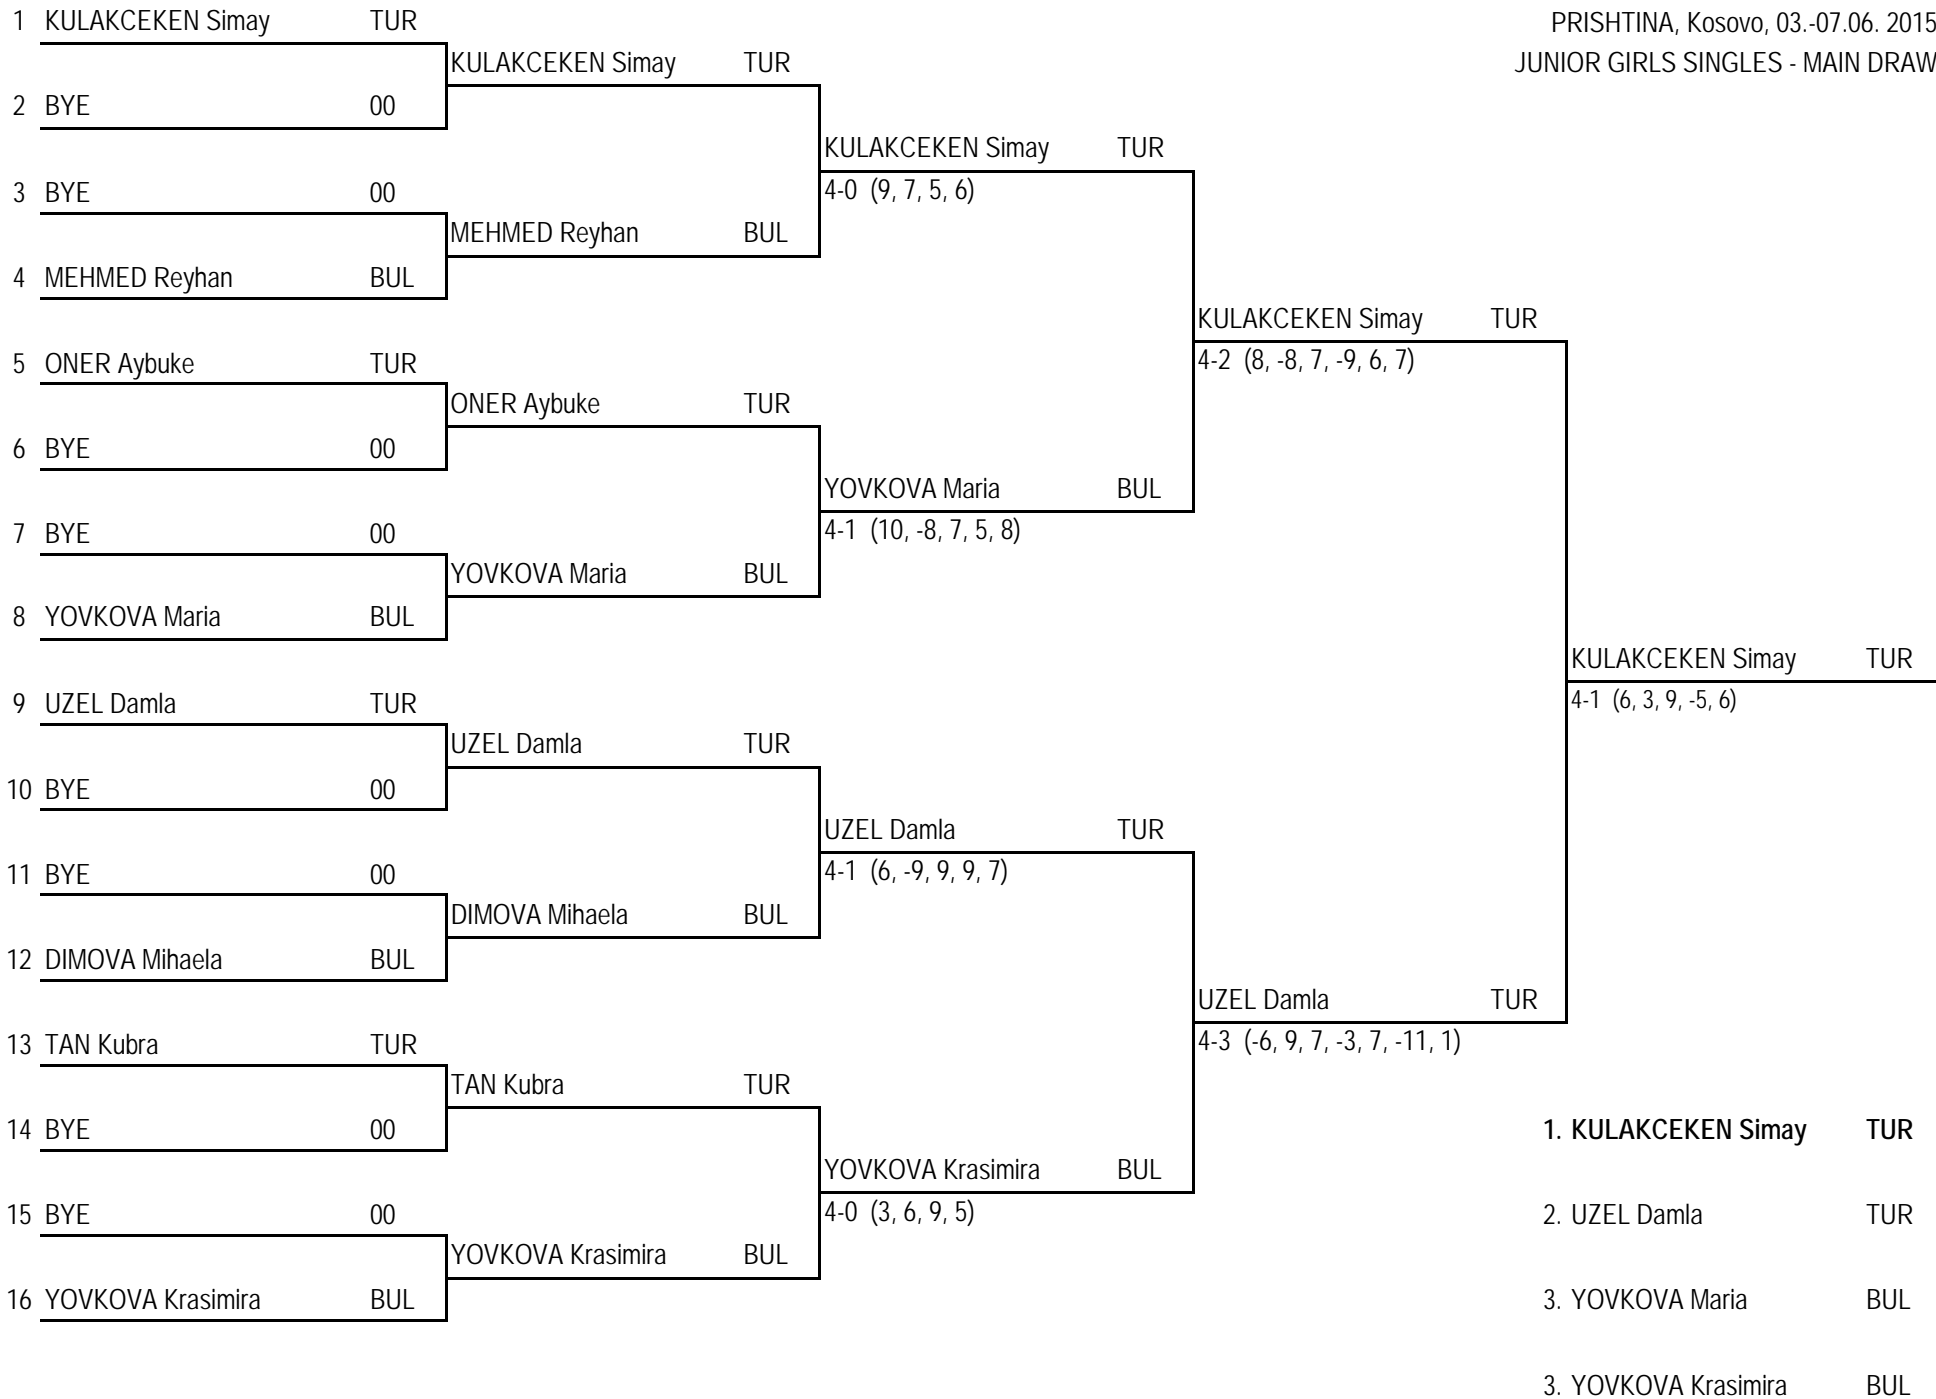 PRISHTINA, Kosovo, 03.-07.06. 2015
JUNIOR GIRLS SINGLES - MAIN DRAW
1 KULAKCEKEN Simay TUR
KULAKCEKEN Simay TUR
2 BYE 00
KULAKCEKEN Simay TUR
3 BYE 00
4-0 (9, 7, 5, 6)
MEHMED Reyhan BUL
4 MEHMED Reyhan BUL
KULAKCEKEN Simay TUR
5 ONER Aybuke TUR
4-2 (8, -8, 7, -9, 6, 7)
ONER Aybuke TUR
6 BYE 00
YOVKOVA Maria BUL
7 BYE 00
4-1 (10, -8, 7, 5, 8)
YOVKOVA Maria BUL
8 YOVKOVA Maria BUL
KULAKCEKEN Simay TUR
9 UZEL Damla TUR
4-1 (6, 3, 9, -5, 6)
UZEL Damla TUR
10 BYE 00
UZEL Damla TUR
11 BYE 00
4-1 (6, -9, 9, 9, 7)
DIMOVA Mihaela BUL
12 DIMOVA Mihaela BUL
UZEL Damla TUR
13 TAN Kubra TUR
4-3 (-6, 9, 7, -3, 7, -11, 1)
TAN Kubra TUR
14 BYE 00
1. KULAKCEKEN Simay TUR
YOVKOVA Krasimira BUL
15 BYE 00
4-0 (3, 6, 9, 5)
2. UZEL Damla TUR
YOVKOVA Krasimira BUL
16 YOVKOVA Krasimira BUL
3. YOVKOVA Maria BUL
3. YOVKOVA Krasimira BUL